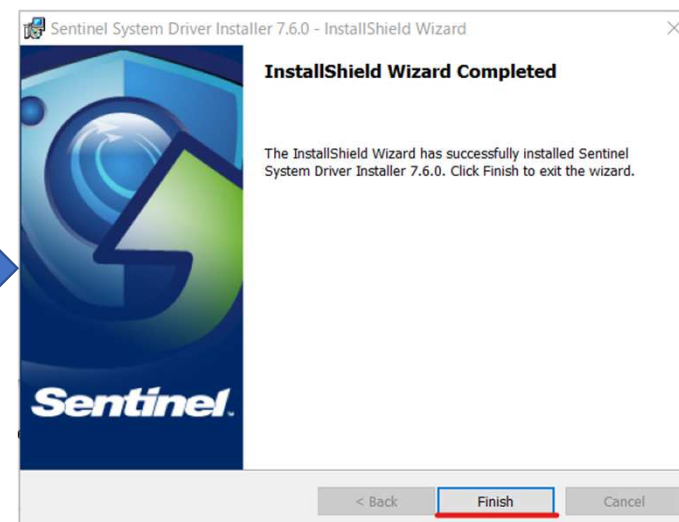 Sentinel System Driver Installer 7.6.0 - InstallShield Wizard
InstallShield Wizard Completed
The InstallShield Wizard has successfully installed Sentinel
System Driver Installer 7.6.0. Click Finish to exit the wizard.
Sentinel.
< Back
Finish
Cancel